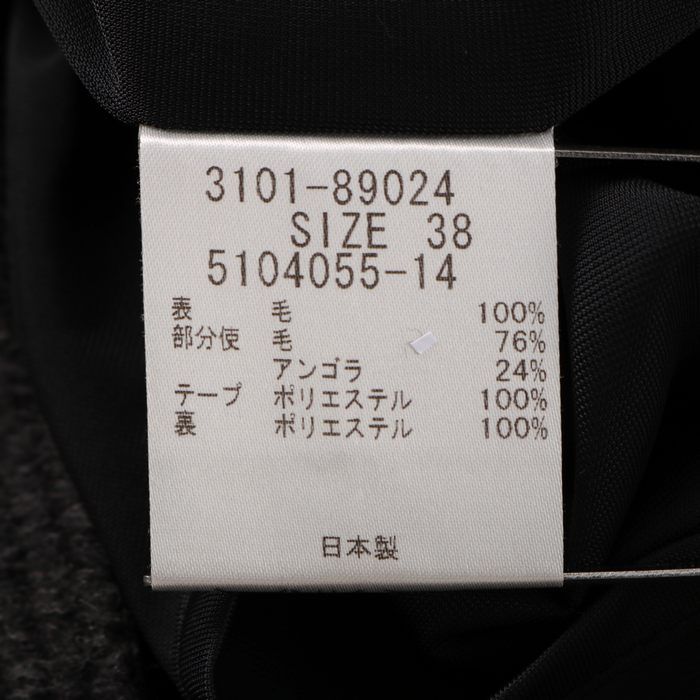 3101-89024
SIZE 38
5104055-14
表 毛 100%
部分使 毛 76%
アンゴラ 24%
テープ ポリエステル 100%
裏 ポリエステル 100%
日本製